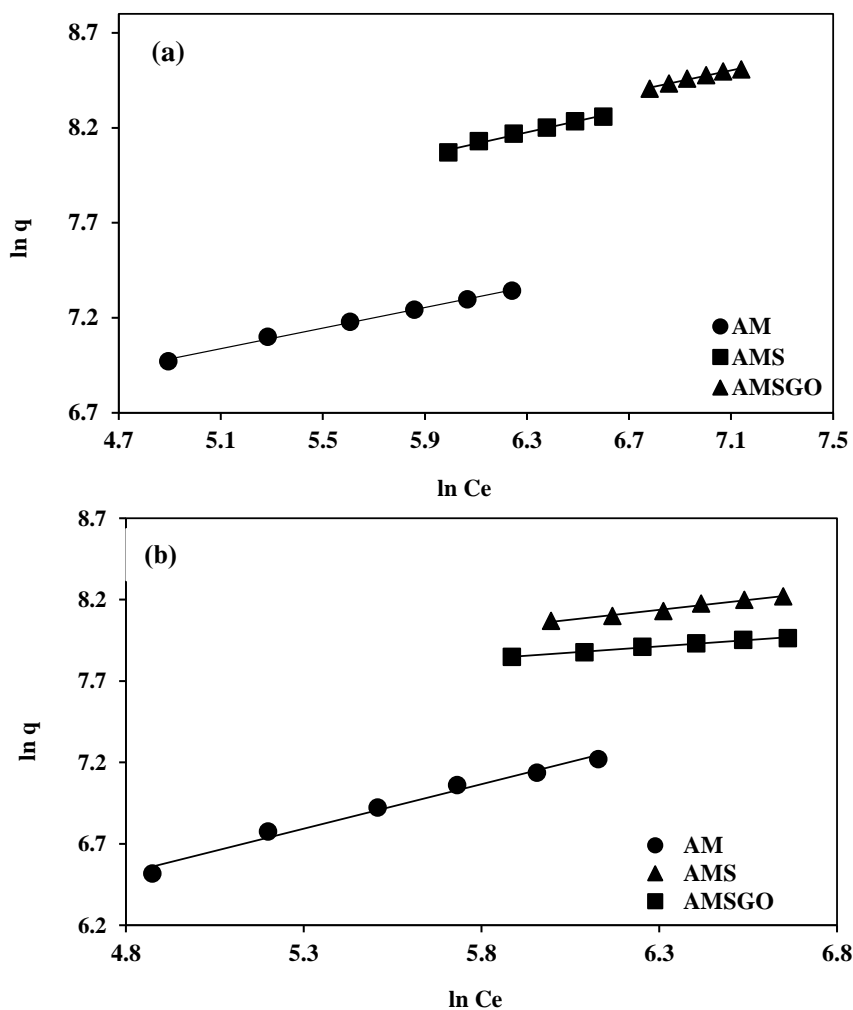 8.7
(a)
8.2
7.7
ln q
7.2
AM
AMS
AMSGO
6.7
4.7 5.1 5.5 5.9 6.3 6.7 7.1 7.5
ln Ce
8.7
(b)
8.2
7.7
ln q
7.2
6.7
AM
AMS
AMSGO
6.2
4.8 5.3 5.8 6.3 6.8
ln Ce